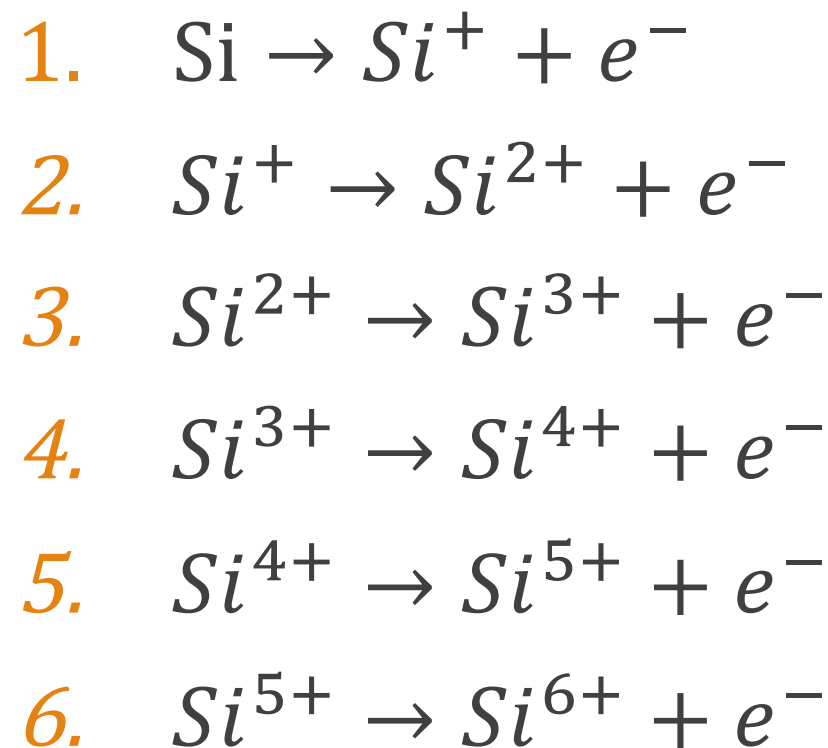 1. Si → Si⁺ + e⁻
2. Si⁺ → Si²⁺ + e⁻
3. Si²⁺ → Si³⁺ + e⁻
4. Si³⁺ → Si⁴⁺ + e⁻
5. Si⁴⁺ → Si⁵⁺ + e⁻
6. Si⁵⁺ → Si⁶⁺ + e⁻